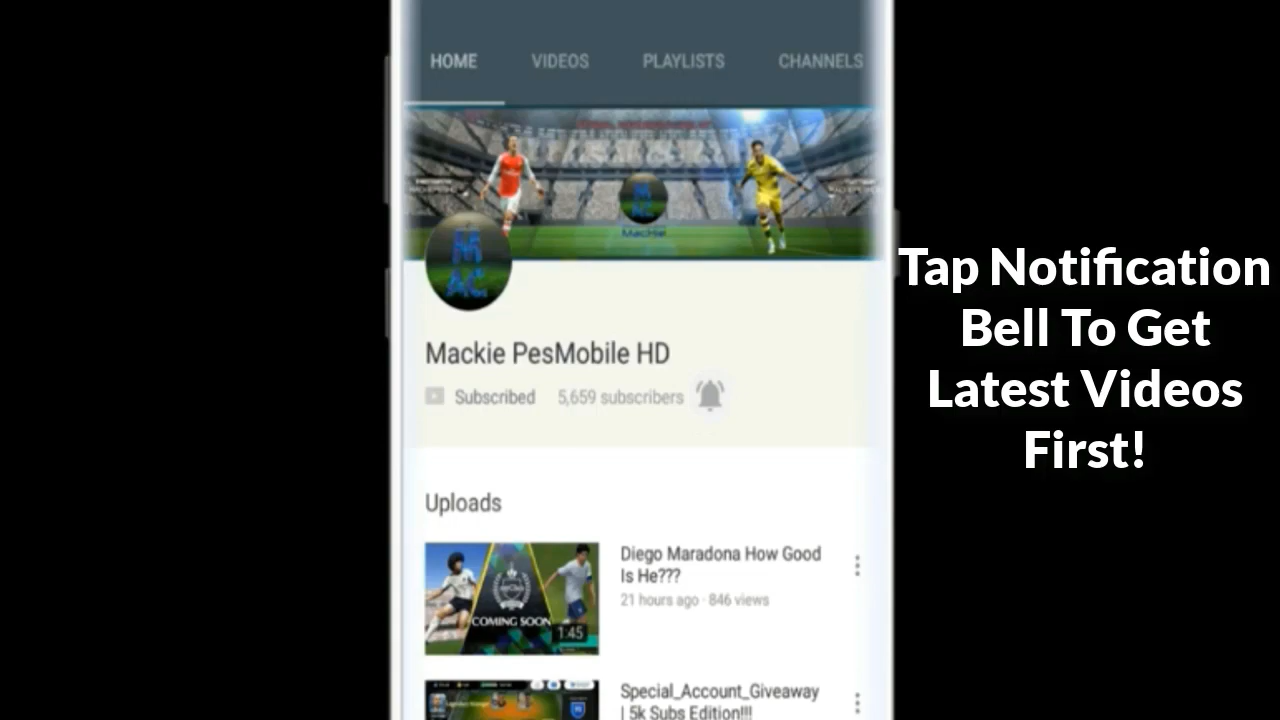 HOME VIDEOS PLAYLISTS CHANNELS
M
AC
Mackie
M
AC
Mackie PesMobile HD
Subscribed 5,659 subscribers
Tap Notification
Bell To Get
Latest Videos
First!
Uploads
COMING SOON
1:45
Diego Maradona How Good
Is He???
21 hours ago · 846 views
Special_Account_Giveaway
| 5k Subs Edition!!!